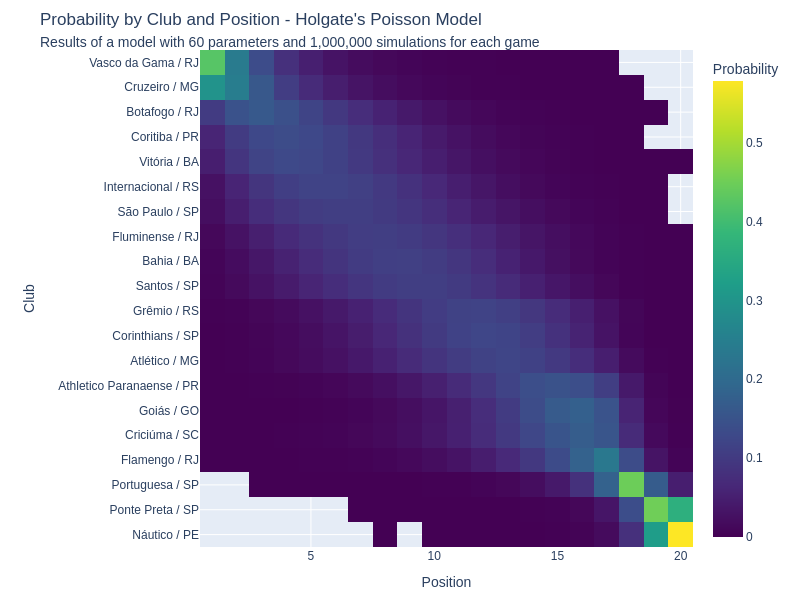 Probability by Club and Position - Holgate's Poisson Model
Results of a model with 60 parameters and 1,000,000 simulations for each game
Probability
Club
Vasco da Gama / RJ
Cruzeiro / MG
Botafogo / RJ
Coritiba / PR
Vitória / BA
Internacional / RS
São Paulo / SP
Fluminense / RJ
Bahia / BA
Santos / SP
Grêmio / RS
Corinthians / SP
Atlético / MG
Athletico Paranaense / PR
Goiás / GO
Criciúma / SC
Flamengo / RJ
Portuguesa / SP
Ponte Preta / SP
Náutico / PE
0.5
0.4
0.3
0.2
0.1
0
5
10
15
20
Position